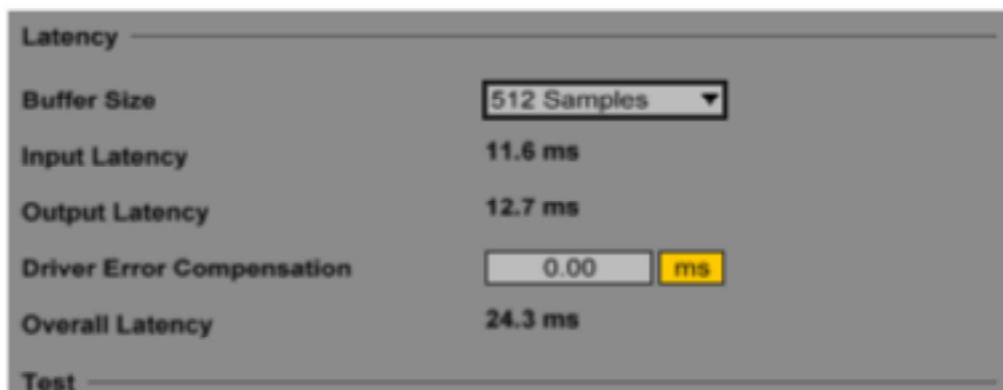 Latency
Buffer Size 512 Samples
Input Latency 11.6 ms
Output Latency 12.7 ms
Driver Error Compensation 0.00 ms
Overall Latency 24.3 ms
Test